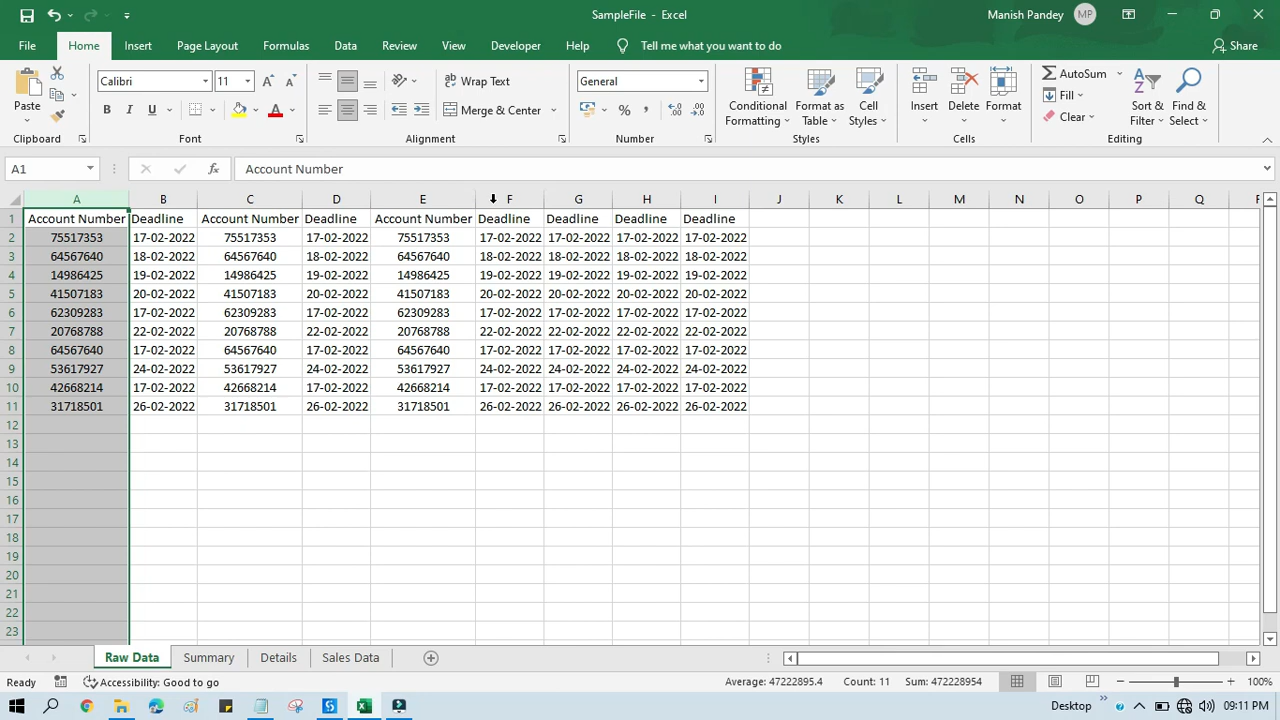 SampleFile - Excel
Manish Pandey MP
File Home Insert Page Layout Formulas Data Review View Developer Help Tell me what you want to do Share
Paste
Clipboard
Calibri 11
B I U A
Font
Wrap Text
Merge & Center
Alignment
General
Number
Conditional Formatting
Format as Table
Cell Styles
Styles
Insert
Delete
Format
Cells
AutoSum
Fill
Clear
Sort & Filter
Find & Select
Editing
A1 fx Account Number
A B C D E F G H I J K L M N O P Q
1 Account Number Deadline Account Number Deadline Account Number Deadline Deadline Deadline Deadline
2 75517353 17-02-2022 75517353 17-02-2022 75517353 17-02-2022 17-02-2022 17-02-2022 17-02-2022
3 64567640 18-02-2022 64567640 18-02-2022 64567640 18-02-2022 18-02-2022 18-02-2022 18-02-2022
4 14986425 19-02-2022 14986425 19-02-2022 14986425 19-02-2022 19-02-2022 19-02-2022 19-02-2022
5 41507183 20-02-2022 41507183 20-02-2022 41507183 20-02-2022 20-02-2022 20-02-2022 20-02-2022
6 62309283 17-02-2022 62309283 17-02-2022 62309283 17-02-2022 17-02-2022 17-02-2022 17-02-2022
7 20768788 22-02-2022 20768788 22-02-2022 20768788 22-02-2022 22-02-2022 22-02-2022 22-02-2022
8 64567640 17-02-2022 64567640 17-02-2022 64567640 17-02-2022 17-02-2022 17-02-2022 17-02-2022
9 53617927 24-02-2022 53617927 24-02-2022 53617927 24-02-2022 24-02-2022 24-02-2022 24-02-2022
10 42668214 17-02-2022 42668214 17-02-2022 42668214 17-02-2022 17-02-2022 17-02-2022 17-02-2022
11 31718501 26-02-2022 31718501 26-02-2022 31718501 26-02-2022 26-02-2022 26-02-2022 26-02-2022
12
13
14
15
16
17
18
19
20
21
22
23
Raw Data Summary Details Sales Data
Ready Accessibility: Good to go Average: 47222895.4 Count: 11 Sum: 472228954 100%
Desktop 09:11 PM